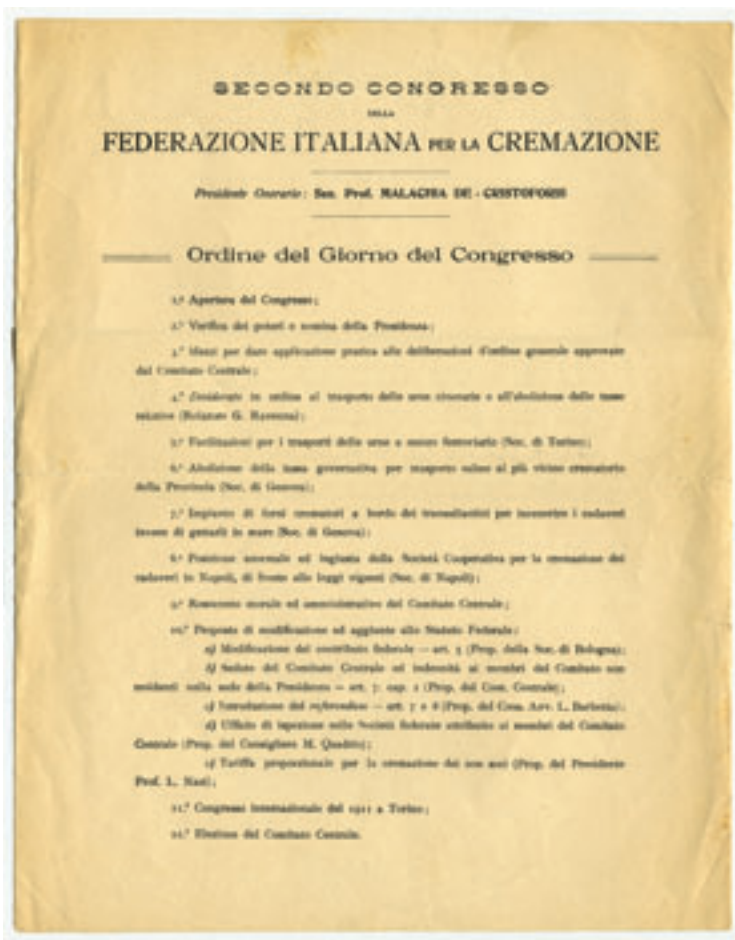 SECONDO CONGRESSO
DELLA
FEDERAZIONE ITALIANA PER LA CREMAZIONE
Presidente Onorario: Sen. Prof. MALACHIA DE-CRISTOFORIS
Ordine del Giorno del Congresso
1.º Apertura del Congresso;
2.º Verifica dei poteri e nomina della Presidenza;
3.º Mezzi per dare applicazione pratica alle deliberazioni d'ordine generale approvate
dal Comitato Centrale;
4.º Desiderata in ordine al trasporto delle urne cinerarie e all'abolizione delle tasse
relative (Relatore G. Ravenna);
5.º Facilitazioni per i trasporti delle urne a mezzo ferroviario (Soc. di Torino);
6.º Abolizione della tassa governativa per trasporto salme al più vicino crematorio
della Provincia (Soc. di Genova);
7.º Impianto di forni crematori a bordo dei transatlantici per incenerire i cadaveri
invece di gettarli in mare (Soc. di Genova);
8.º Posizione anormale ed ingiusta della Società Cooperativa per la cremazione dei
cadaveri in Napoli, di fronte alle leggi vigenti (Soc. di Napoli);
9.º Resoconto morale ed amministrativo del Comitato Centrale;
10.º Proposte di modificazione ed aggiunte allo Statuto Federale:
a) Modificazione del contributo federale — art. 5 (Prop. della Soc. di Bologna);
b) Sedute del Comitato Centrale ed indennità ai membri del Comitato non
residenti nella sede della Presidenza — art. 7: cap. 2 (Prop. del Com. Centrale);
c) Introduzione del referendum — art. 7 e 8 (Prop. del Cons. Avv. L. Barbetta);
d) Ufficio di ispezione sulle Società federate attribuito ai membri del Comitato
Centrale (Prop. del Consigliere M.
e) Tariffa proporzionale per la cremazione dei non soci (Prop. del Presidente
Prof. L.
11.º Congresso Internazionale del 1911 a Torino;
12.º Elezione del Comitato Centrale.